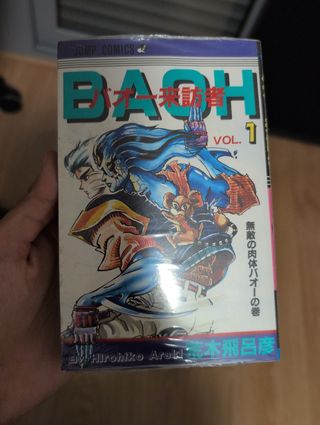 JUMP COMICS
BAOH
バオー来訪者
VOL. 1
無敵の肉体バオーの巻
By Hirohiko Araki
荒木飛呂彦